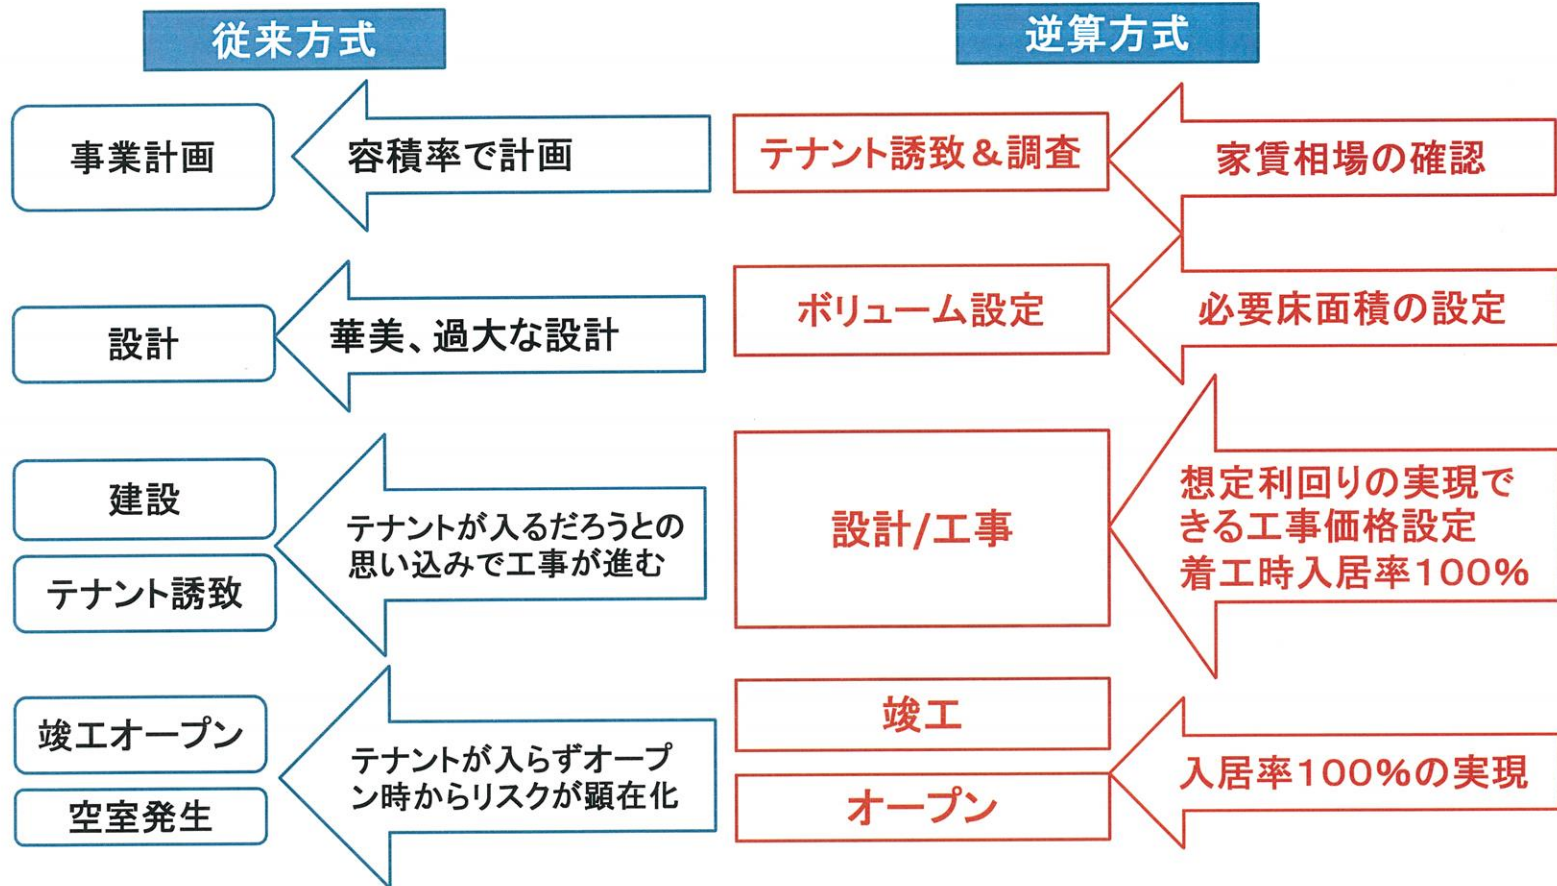 従来方式
事業計画
容積率で計画
設計
華美、過大な設計
建設
テナント誘致
テナントが入るだろうとの
思い込みで工事が進む
竣工オープン
空室発生
テナントが入らずオープ
ン時からリスクが顕在化
逆算方式
テナント誘致＆調査
家賃相場の確認
ボリューム設定
必要床面積の設定
設計/工事
想定利回りの実現で
きる工事価格設定
着工時入居率100%
竣工
オープン
入居率100%の実現